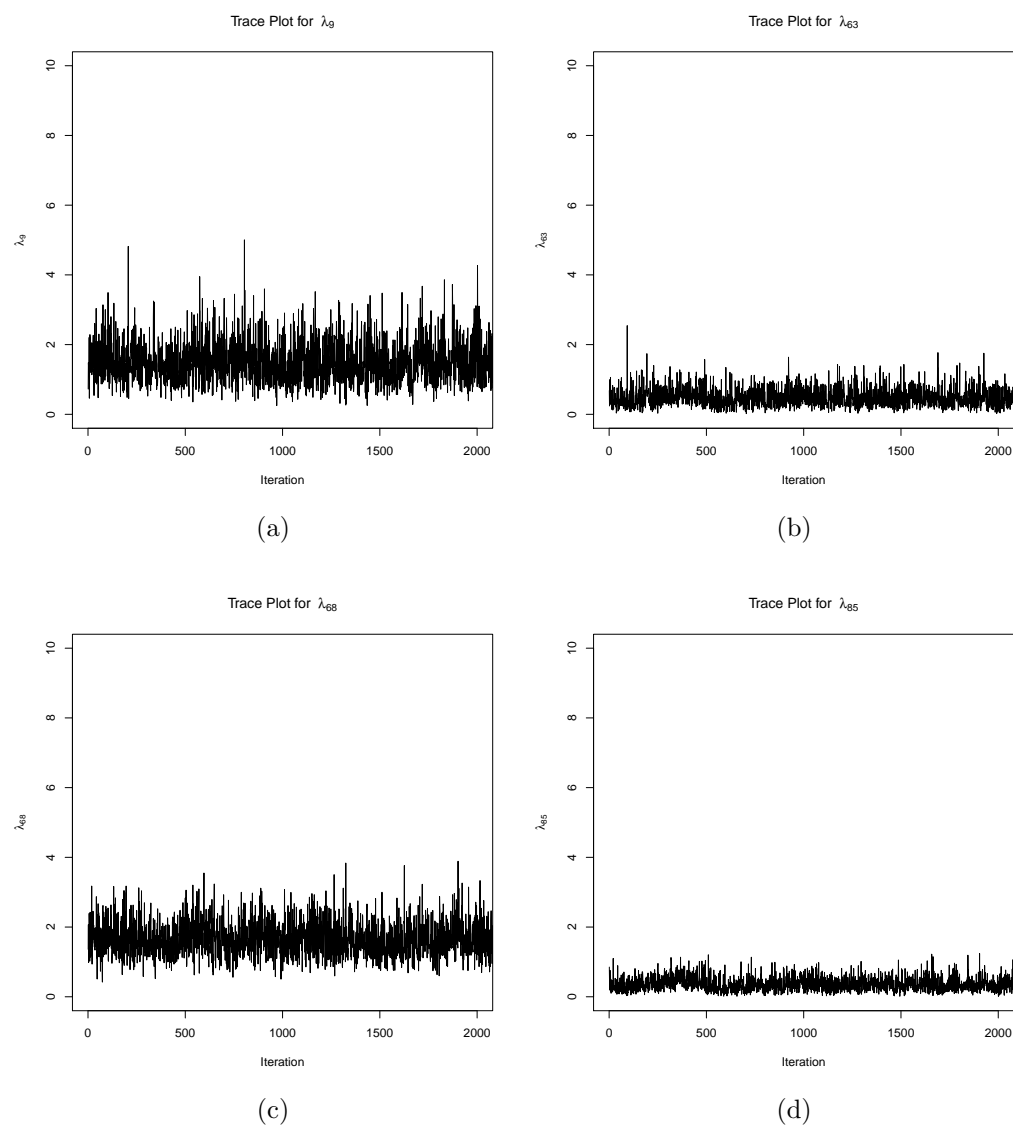 Trace Plot for λ9
10
8
6
4
2
0
λ9
0 500 1000 1500 2000
Iteration
(a)
Trace Plot for λ63
10
8
6
4
2
0
λ63
0 500 1000 1500 2000
Iteration
(b)
Trace Plot for λ68
10
8
6
4
2
0
λ68
0 500 1000 1500 2000
Iteration
(c)
Trace Plot for λ85
10
8
6
4
2
0
λ85
0 500 1000 1500 2000
Iteration
(d)